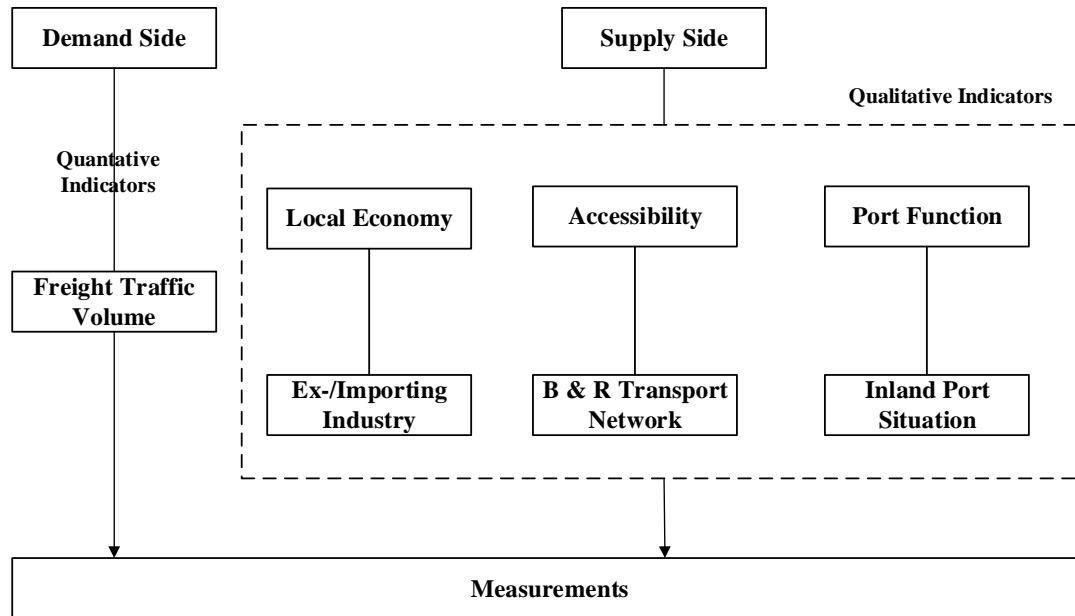 Demand Side
Supply Side
Qualitative Indicators
Quantative
Indicators
Local Economy
Accessibility
Port Function
Freight Traffic
Volume
Ex-/Importing
Industry
B & R Transport
Network
Inland Port
Situation
Measurements